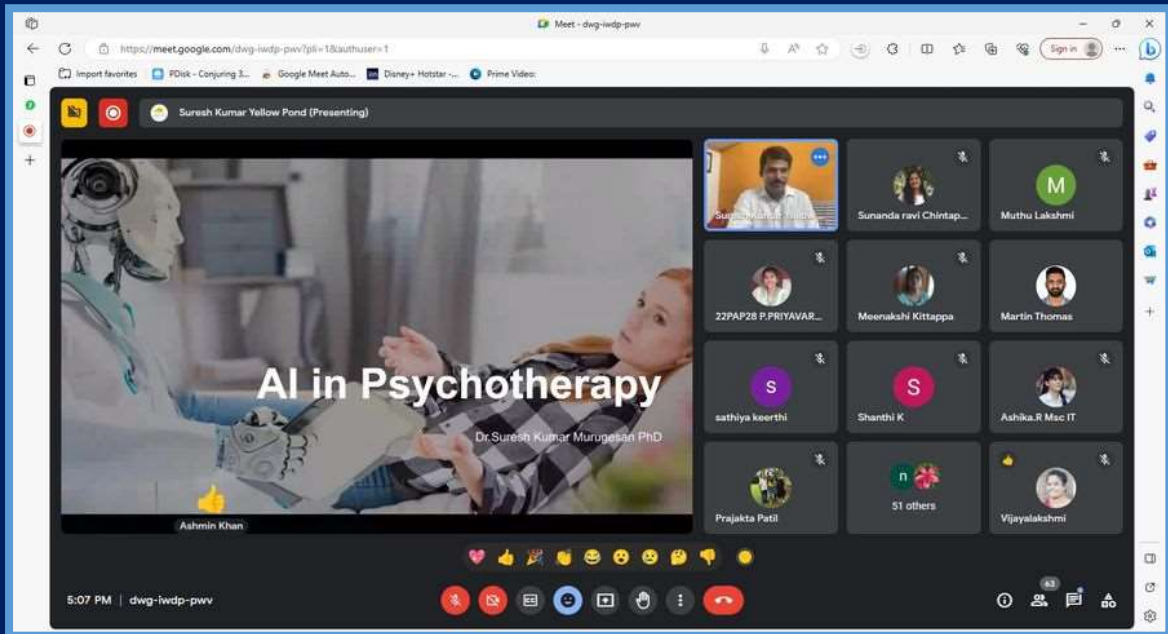 Meet - dwg-iwdp-pwv
https://meet.google.com/dwg-iwdp-pwv?pli=1&authuser=1
Sign in
Import favorites
PDisk - Conjuring 3...
Google Meet Auto...
Disney+ Hotstar -...
Prime Video:
Suresh Kumar Yellow Pond (Presenting)
AI in Psychotherapy
Dr.Suresh Kumar Murugesan PhD
Ashmin Khan
Suresh Kumar
Sunanda ravi Chintap...
M
Muthu Lakshmi
22PAP28 P.PRIYAVAR...
Meenakshi Kittappa
Martin Thomas
s
sathiya keerthi
S
Shanthi K
Ashika.R Msc IT
Prajakta Patil
n
51 others
Vijayalakshmi
5:07 PM | dwg-iwdp-pwv
63